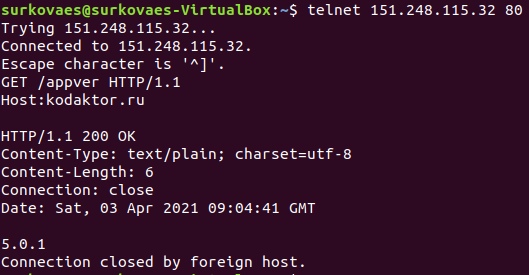 surkovaes@surkovaes-VirtualBox:~$ telnet 151.248.115.32 80
Trying 151.248.115.32...
Connected to 151.248.115.32.
Escape character is '^]'.
GET /appver HTTP/1.1
Host:kodaktor.ru

HTTP/1.1 200 OK
Content-Type: text/plain; charset=utf-8
Content-Length: 6
Connection: close
Date: Sat, 03 Apr 2021 09:04:41 GMT

5.0.1
Connection closed by foreign host.